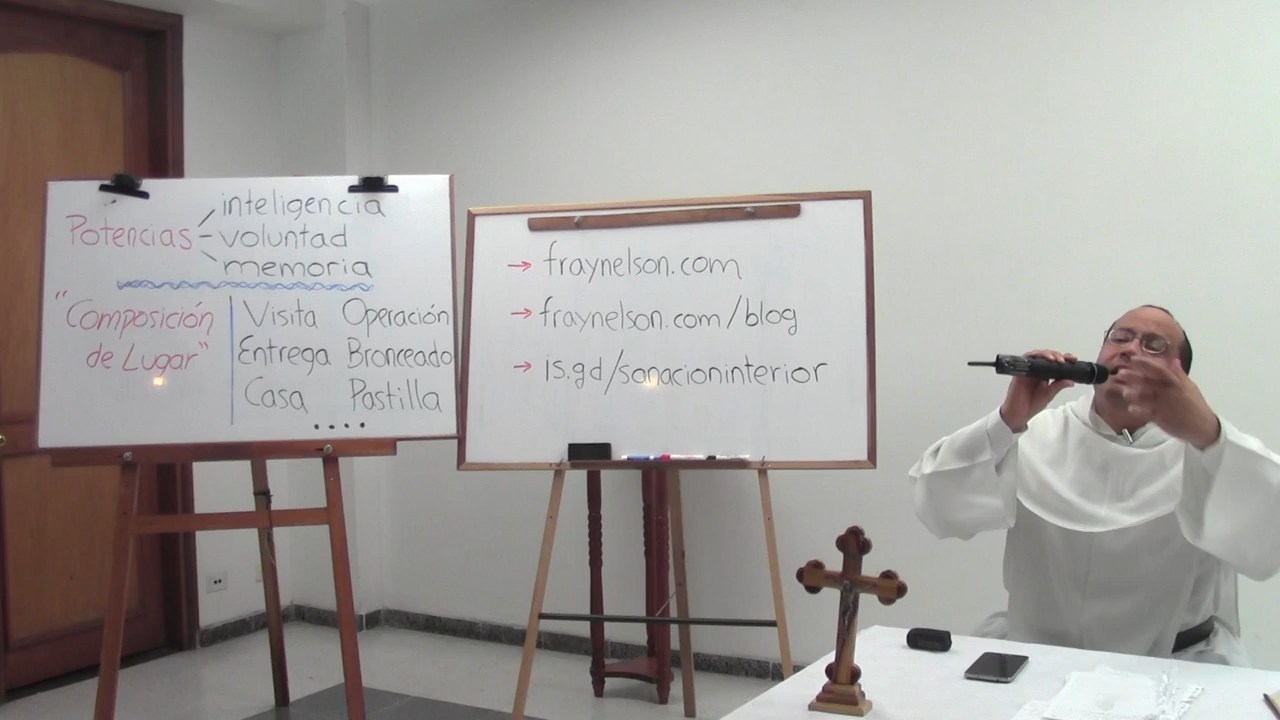 Potencias
inteligencia
voluntad
memoria
"Composición
de Lugar"
Visita Operación
Entrega Bronceado
Casa Pastilla
....
→ fraynelson.com
→ fraynelson.com/blog
→ is.gd/sanacioninterior